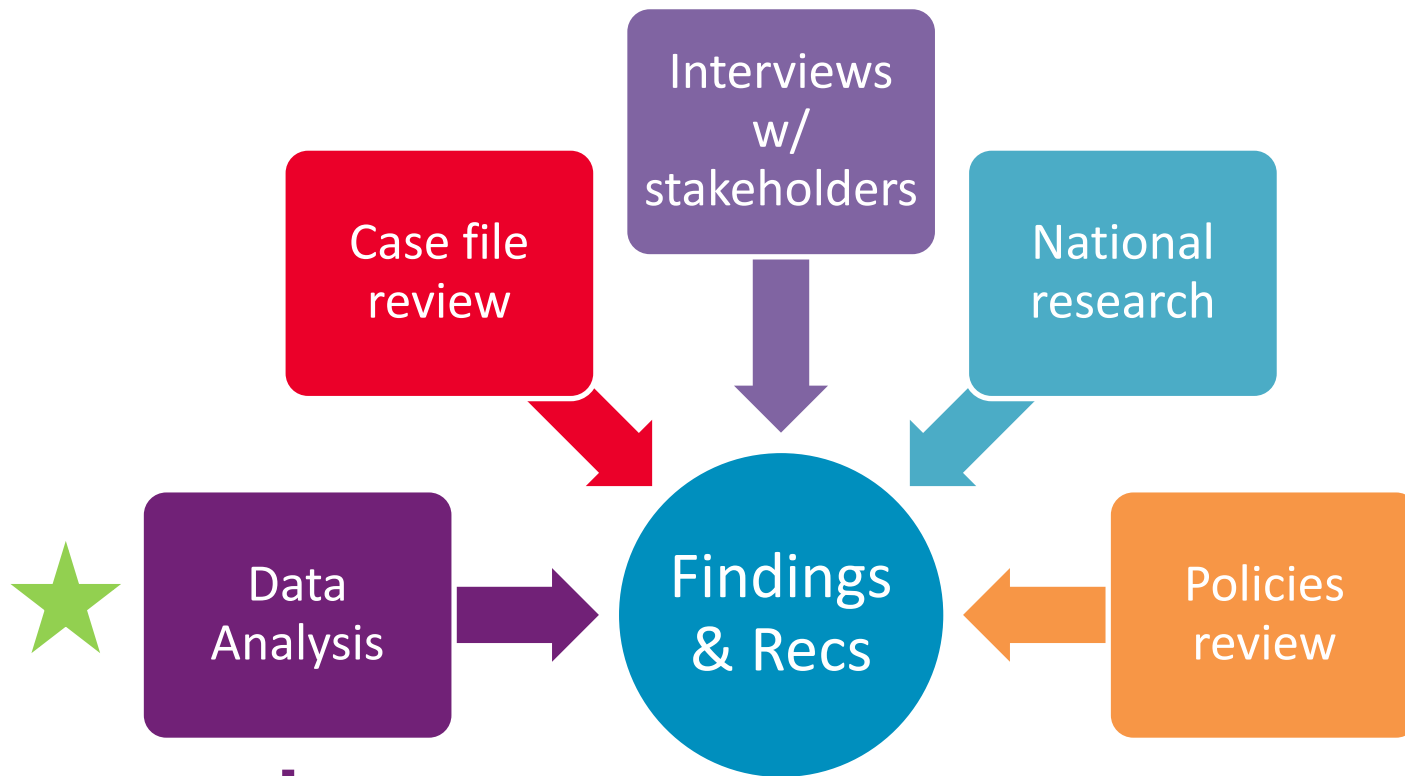 Interviews
w/
stakeholders
Case file
review
National
research
Data
Analysis
Findings
& Recs
Policies
review